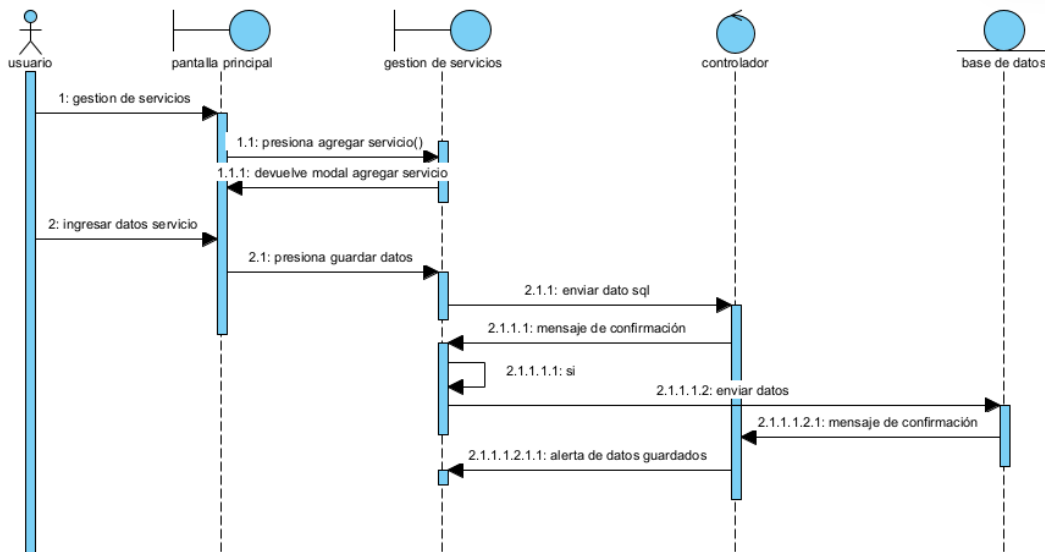 usuario
pantalla principal
gestion de servicios
controlador
base de datos
1: gestion de servicios
1.1: presiona agregar servicio()
1.1.1: devuelve modal agregar servicio
2: ingresar datos servicio
2.1: presiona guardar datos
2.1.1: enviar dato sql
2.1.1.1: mensaje de confirmación
2.1.1.1.1: si
2.1.1.1.2: enviar datos
2.1.1.1.2.1: mensaje de confirmación
2.1.1.1.2.1.1: alerta de datos guardados